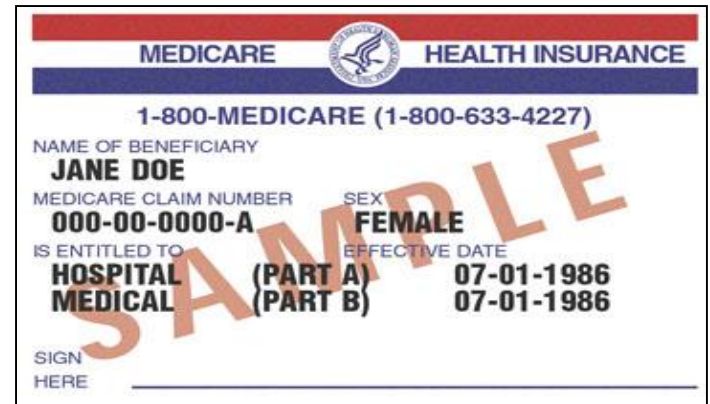 MEDICARE HEALTH INSURANCE
1-800-MEDICARE (1-800-633-4227)
NAME OF BENEFICIARY
JANE DOE
MEDICARE CLAIM NUMBER SEX
000-00-0000-A FEMALE
IS ENTITLED TO EFFECTIVE DATE
HOSPITAL (PART A) 07-01-1986
MEDICAL (PART B) 07-01-1986
SIGN
HERE
SAMPLE